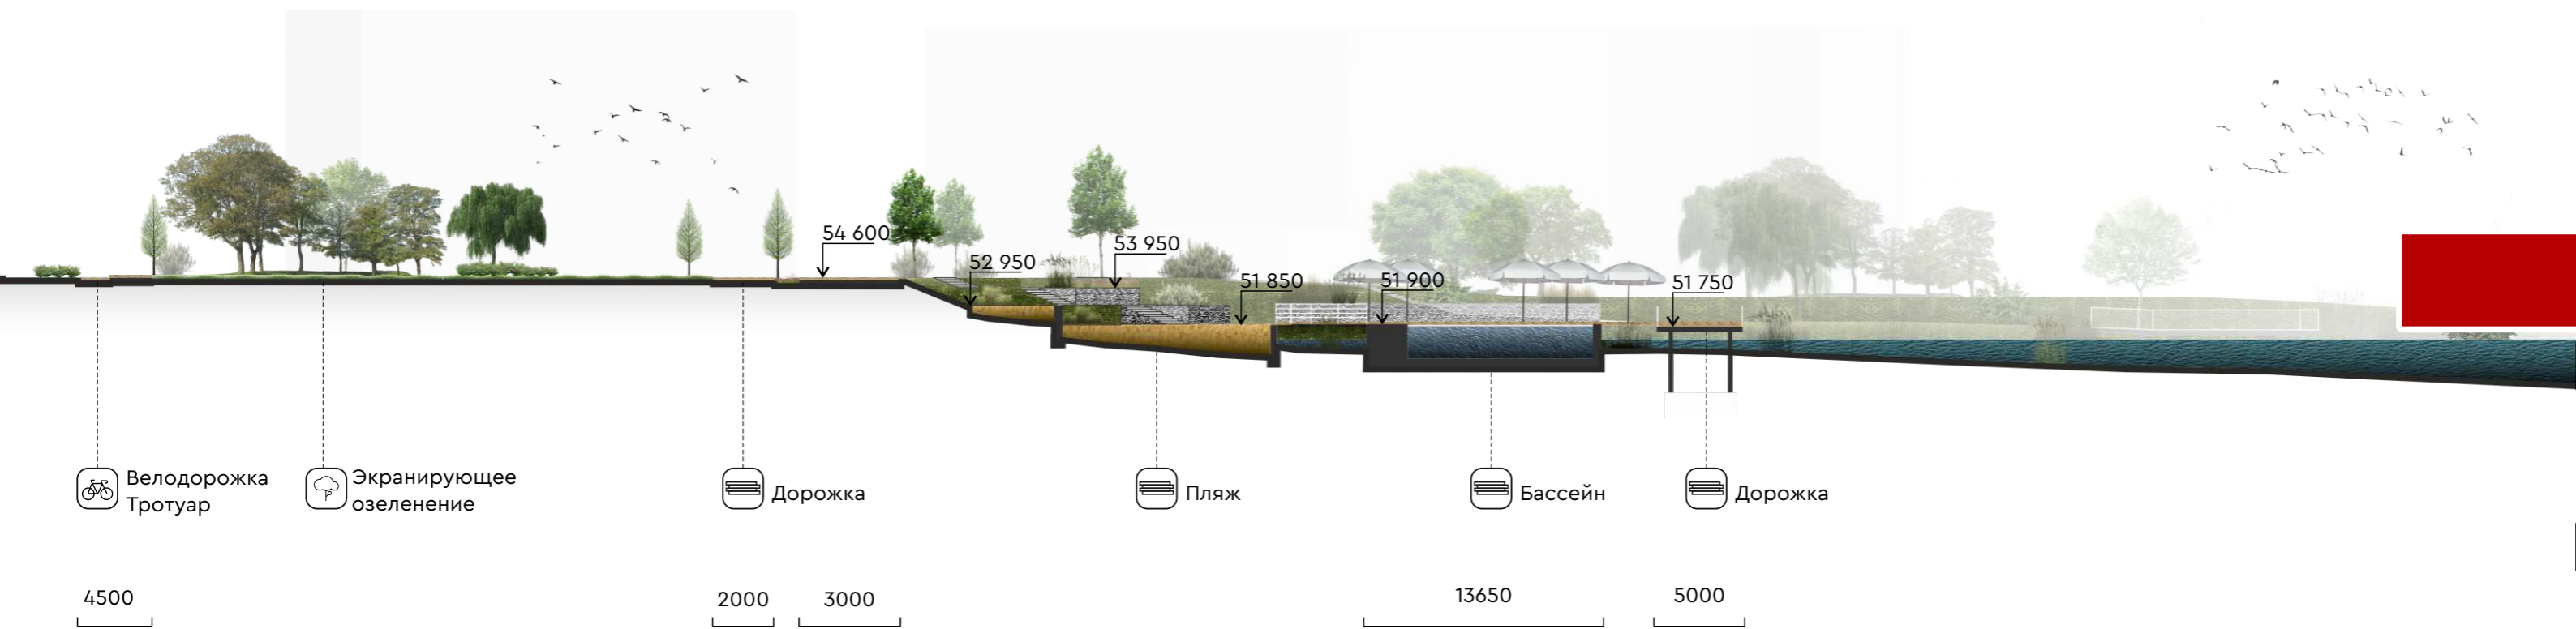 54 600
52 950
53 950
51 850
51 900
51 750
Велодорожка
Тротуар
Экранирующее
озеленение
Дорожка
Пляж
Бассейн
Дорожка
4500
2000
3000
13650
5000